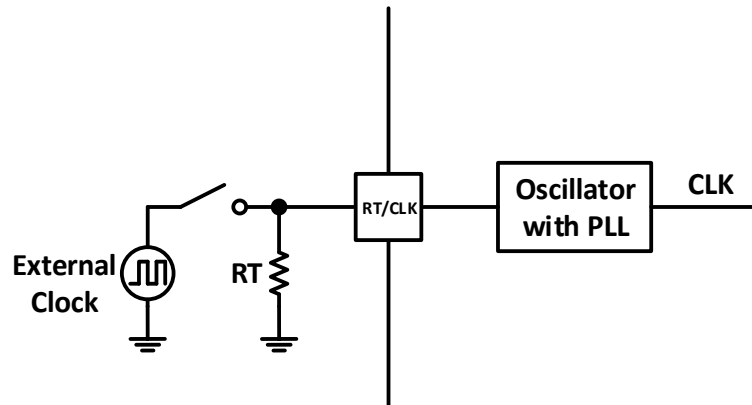 External
Clock
RT
RT/CLK
Oscillator
with PLL
CLK